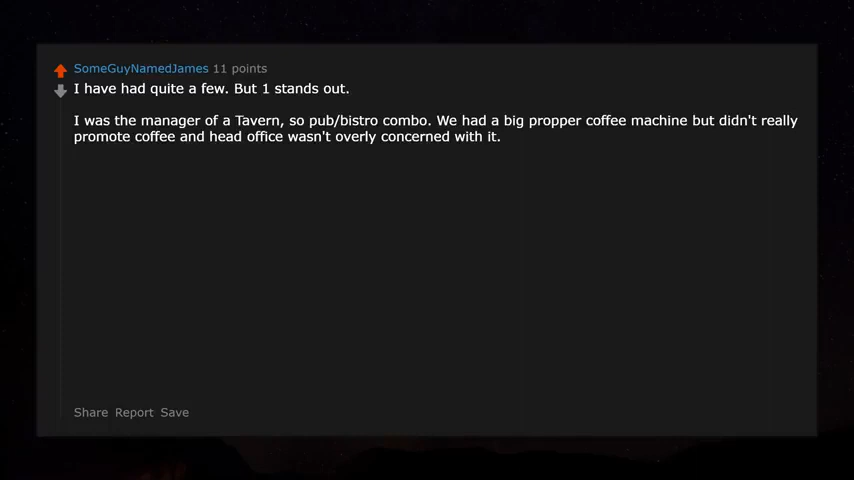 SomeGuyNamedJames 11 points
I have had quite a few. But 1 stands out.
I was the manager of a Tavern, so pub/bistro combo. We had a big propper coffee machine but didn't really
promote coffee and head office wasn't overly concerned with it.
Share Report Save